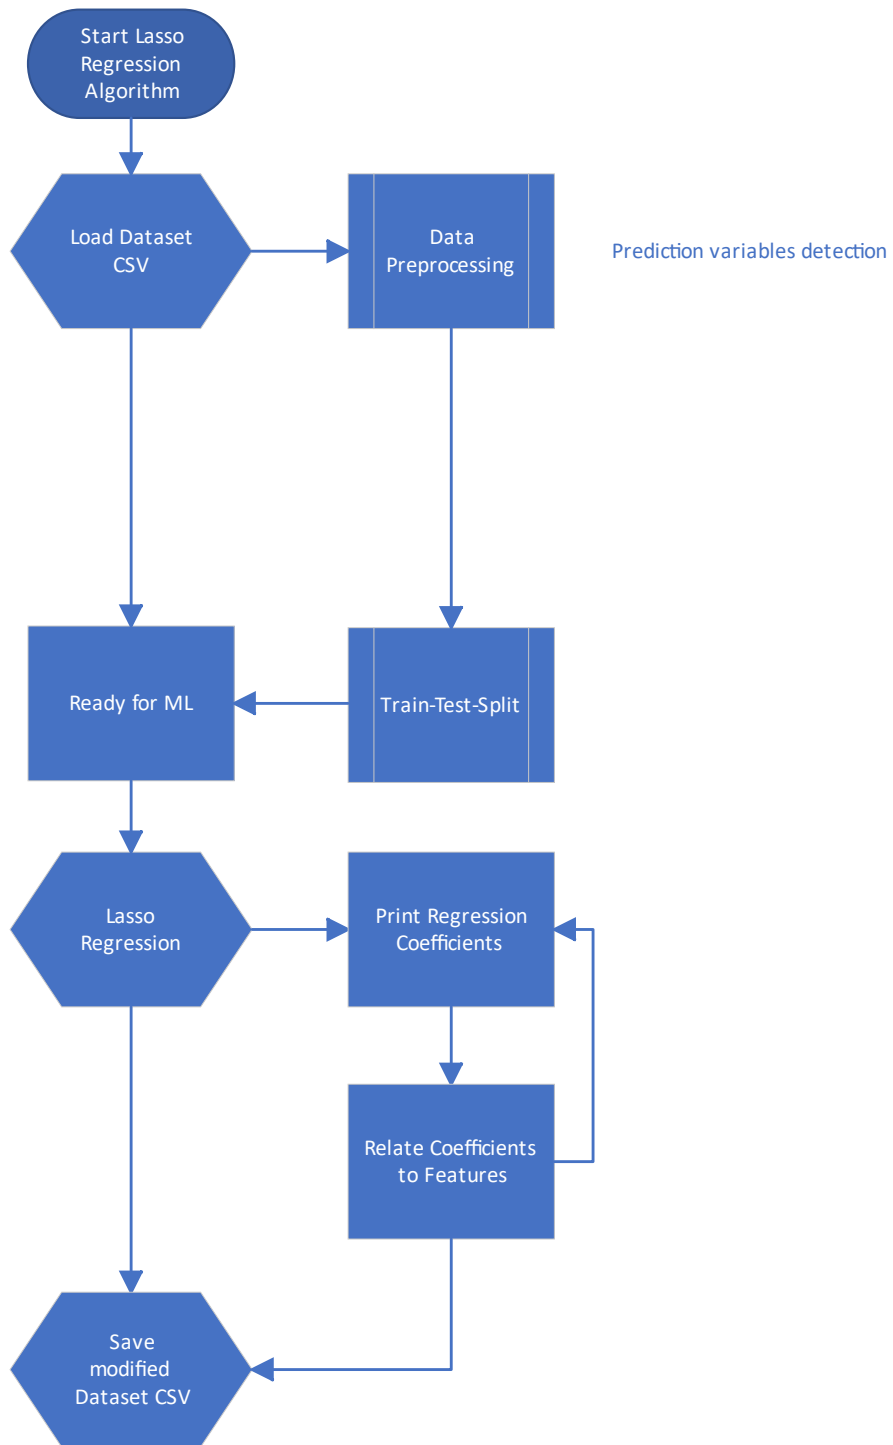 Start Lasso
Regression
Algorithm
Load Dataset
CSV
Data
Preprocessing
Prediction variables detection
Ready for ML
Train-Test-Split
Lasso
Regression
Print Regression
Coefficients
Relate Coefficients
to Features
Save
modified
Dataset CSV